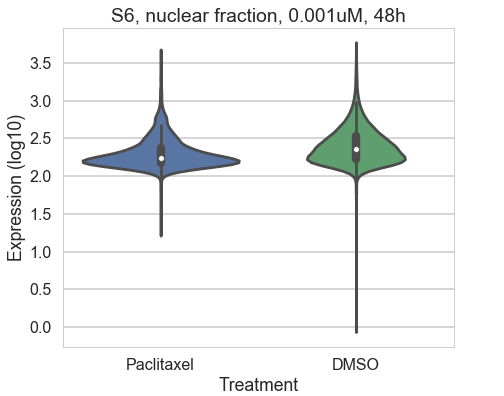 S6, nuclear fraction, 0.001uM, 48h
Expression (log10)
3.5
3.0
2.5
2.0
1.5
1.0
0.5
0.0
Paclitaxel DMSO
Treatment